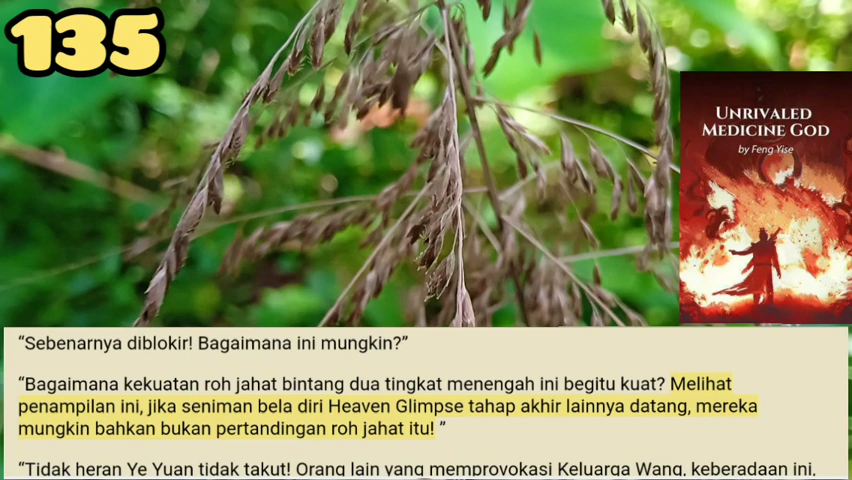 135
UNRIVALED
MEDICINE GOD
by Feng Yise
“Sebenarnya diblokir! Bagaimana ini mungkin?”
“Bagaimana kekuatan roh jahat bintang dua tingkat menengah ini begitu kuat? Melihat
penampilan ini, jika seniman bela diri Heaven Glimpse tahap akhir lainnya datang, mereka
mungkin bahkan bukan pertandingan roh jahat itu! ”
“Tidak heran Ye Yuan tidak takut! Orang lain yang memprovokasi Keluarga Wang, keberadaan ini,